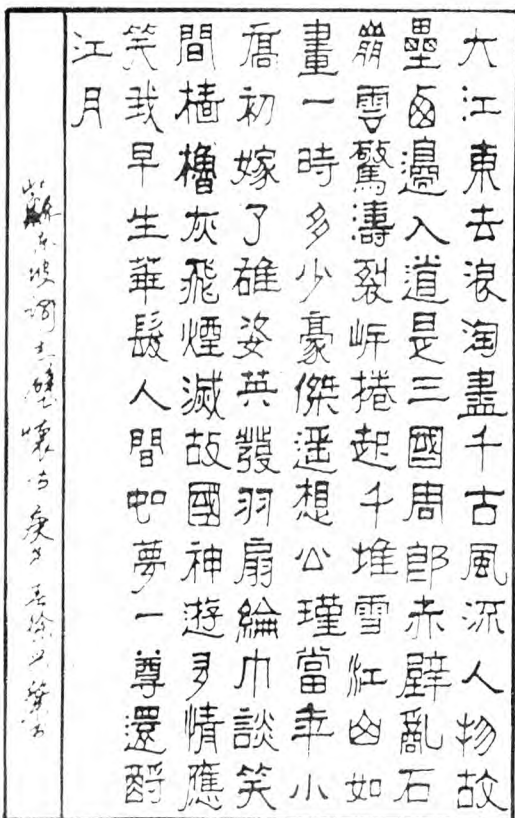 大江東去浪淘盡千古風流人物故
壘西邊人道是三國周郎赤壁亂石
崩雲驚濤裂岸捲起千堆雪江山如
畫一時多少豪傑遙想公瑾當年小
喬初嫁了雄姿英發羽扇綸巾談笑
間檣櫓灰飛煙滅故國神遊多情應
笑我早生華髮人間如夢一尊還酹
江月
蘇東坡詞赤壁懷古庚子春徐